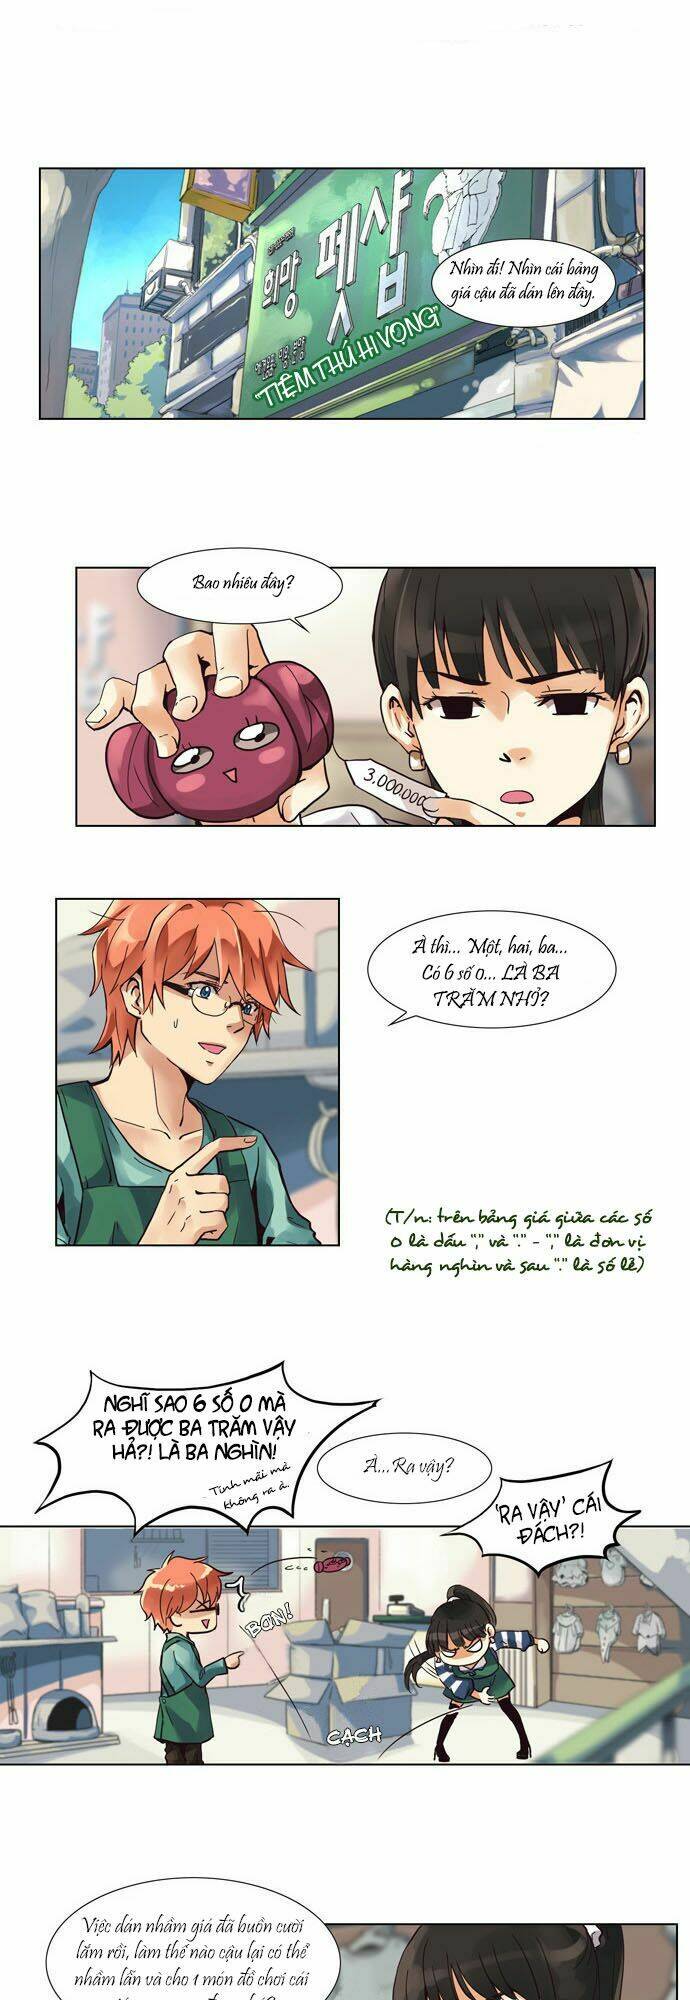 희망
펫샵
"TIỆM THÚ HI VỌNG"
Nhìn đi! Nhìn cái bảng
giá cậu đã dán lên đây.
Bao nhiêu đây?
3,000.000
À thì... Một, hai, ba...
Có 6 số 0... LÀ BA
TRĂM NHỈ?
(T/n: trên bảng giá giữa các số
0 là dấu "," và "." - "," là đơn vị
hàng nghìn và sau "." là số lẻ)
NGHĨ SAO 6 SỐ 0 MÀ
RA ĐƯỢC BA TRĂM VẬY
HẢ?! LÀ BA NGHÌN!
Tính mãi mà
không ra à.
À... Ra vậy?
'RA VẬY' CÁI
ĐÁCH?!
BON!
CẠCH
Việc dán nhầm giá đã buồn cười
lắm rồi, làm thế nào cậu lại có thể
nhầm lẫn và cho 1 món đồ chơi cái